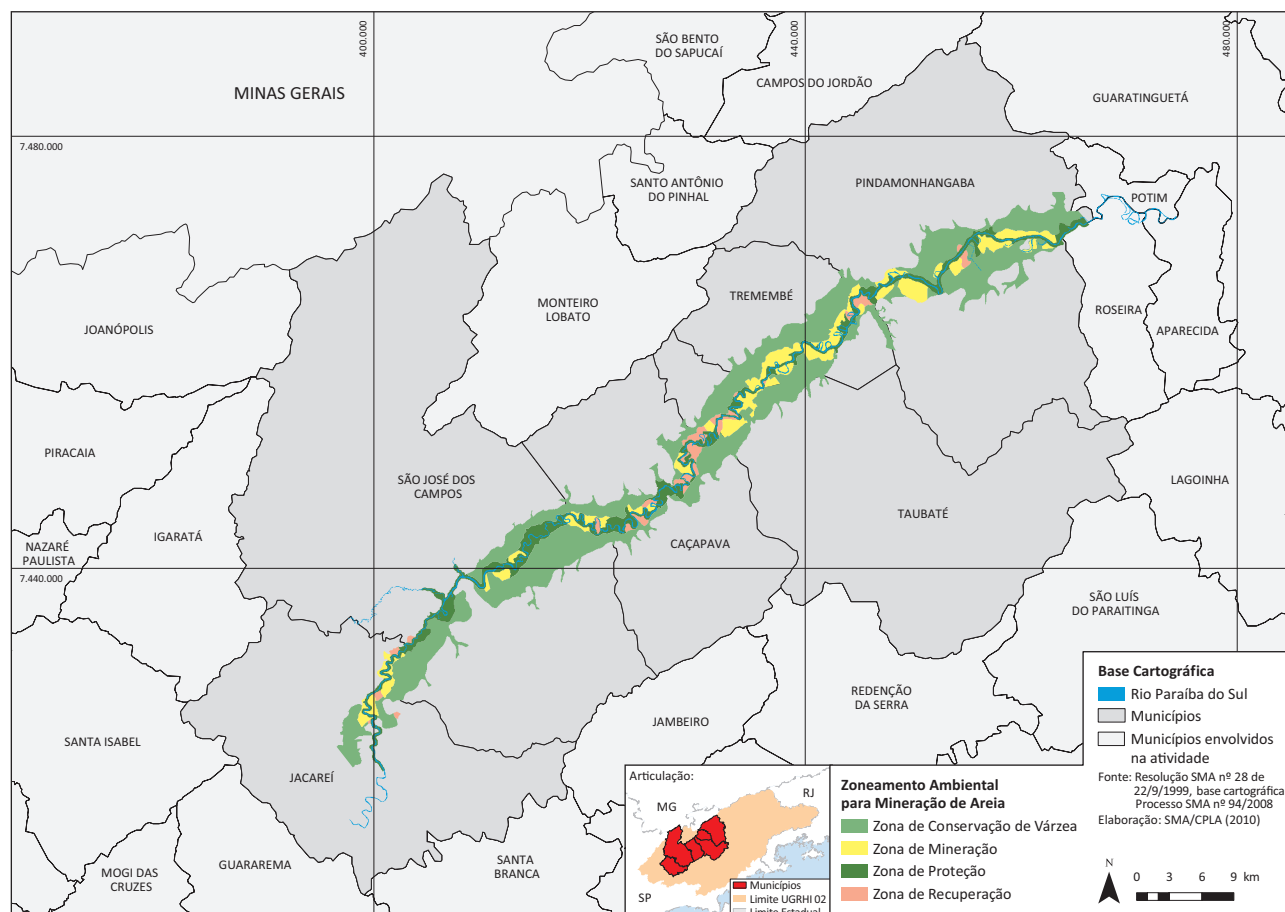 400.000
440.000
480.000
SÃO BENTO
DO SAPUCAÍ
CAMPOS DO JORDÃO
MINAS GERAIS
GUARATINGUETÁ
7.480.000
SANTO ANTÔNIO
DO PINHAL
PINDAMONHANGABA
POTIM
TREMEMBÉ
MONTEIRO
LOBATO
JOANÓPOLIS
ROSEIRA
APARECIDA
PIRACAIA
SÃO JOSÉ DOS
CAMPOS
LAGOINHA
TAUBATÉ
IGARATÁ
NAZARÉ
PAULISTA
CAÇAPAVA
7.440.000
SÃO LUÍS
DO PARAITINGA
REDENÇÃO
DA SERRA
JAMBEIRO
SANTA ISABEL
JACAREÍ
GUARAREMA
SANTA
BRANCA
MOGI DAS
CRUZES
Articulação:
MG
RJ
SP
Municípios
Limite UGRHI 02
Limite Estadual
Zoneamento Ambiental
para Mineração de Areia
Zona de Conservação de Várzea
Zona de Mineração
Zona de Proteção
Zona de Recuperação
Base Cartográfica
Rio Paraíba do Sul
Municípios
Municípios envolvidos
na atividade
Fonte: Resolução SMA nº 28 de
22/9/1999, base cartográfica
Processo SMA nº 94/2008
Elaboração: SMA/CPLA (2010)
N
0 3 6 9 km